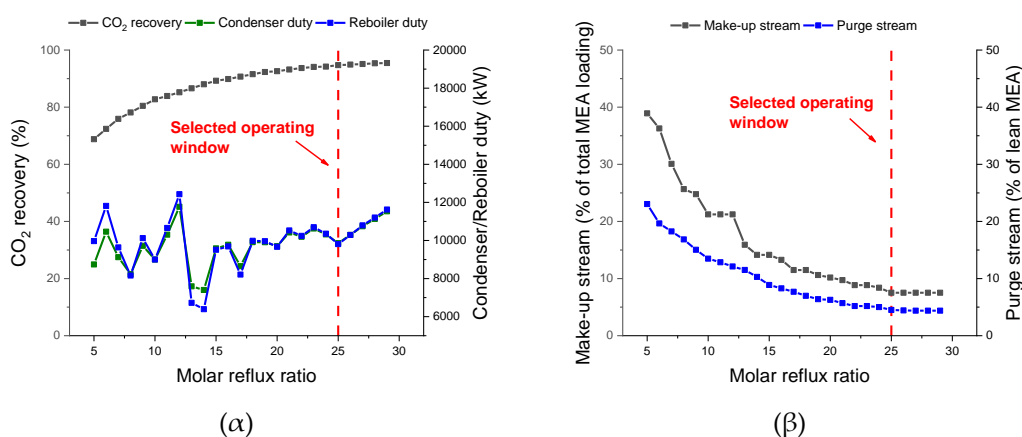 CO2 recovery
Condenser duty
Reboiler duty
100
80
60
40
20
0
CO2 recovery (%)
20000
18000
16000
14000
12000
10000
8000
6000
Condenser/Reboiler duty (kW)
Selected operating
window
5
10
15
20
25
30
Molar reflux ratio
(α)
Make-up stream
Purge stream
50
40
30
20
10
0
Make-up stream (% of total MEA loading)
50
40
30
20
10
0
Purge stream (% of lean MEA)
Selected operating
window
5
10
15
20
25
30
Molar reflux ratio
(β)